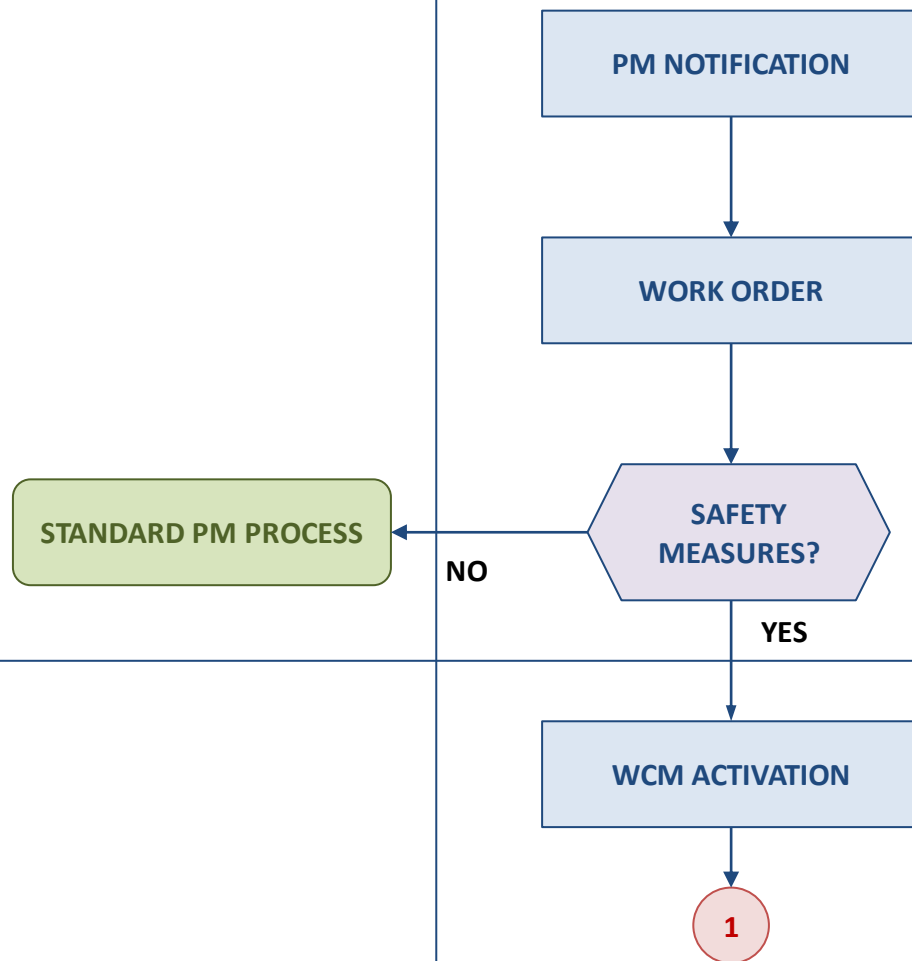 PM NOTIFICATION
WORK ORDER
SAFETY
MEASURES?
STANDARD PM PROCESS
NO
YES
WCM ACTIVATION
1